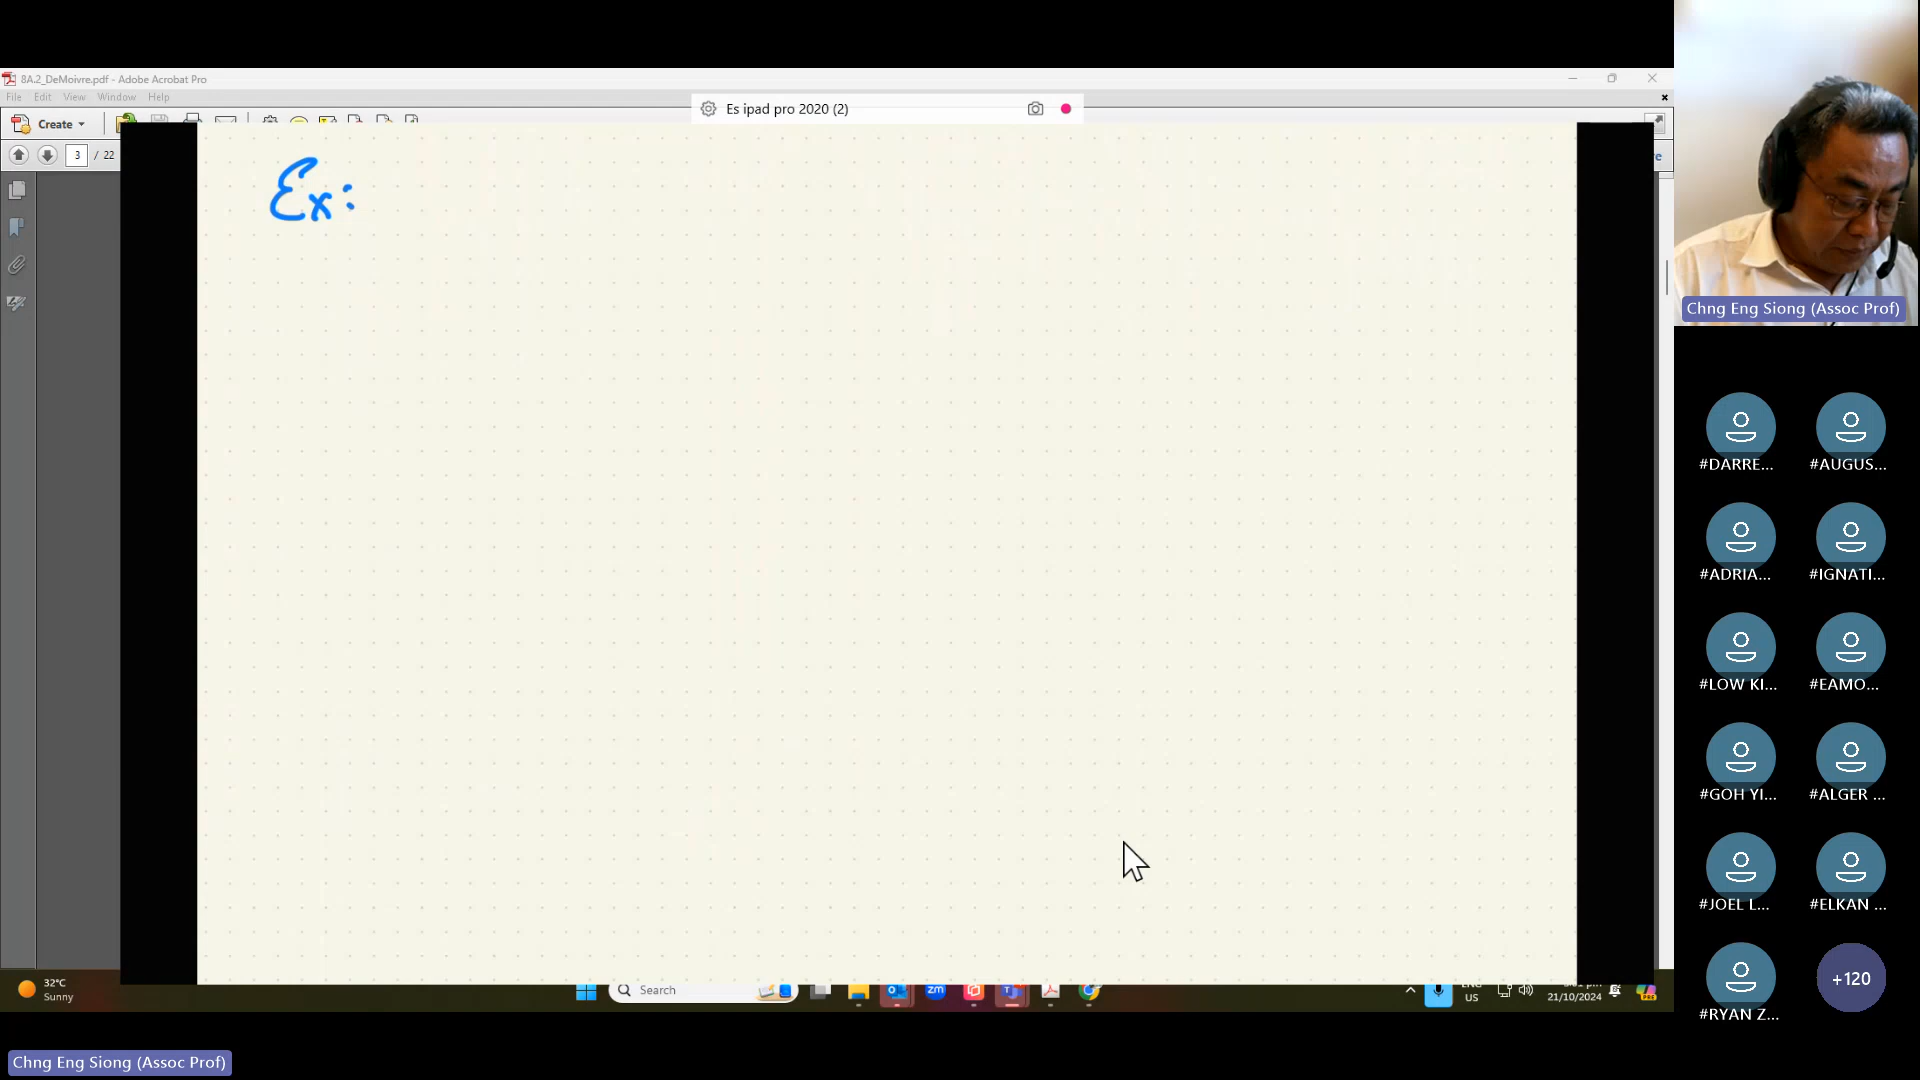 8A.2_DeMoivre.pdf - Adobe Acrobat Pro
File Edit View Window Help
Es ipad pro 2020 (2)
Create
3 / 22
Ex:
Chng Eng Siong (Assoc Prof)
#DARRE... #AUGUS...
#ADRIA... #IGNATI...
#LOW KI... #EAMO...
#GOH YI... #ALGER ...
#JOEL L... #ELKAN ...
#RYAN Z... +120
32°C
Sunny
Search
zm
US
21/10/2024
Chng Eng Siong (Assoc Prof)